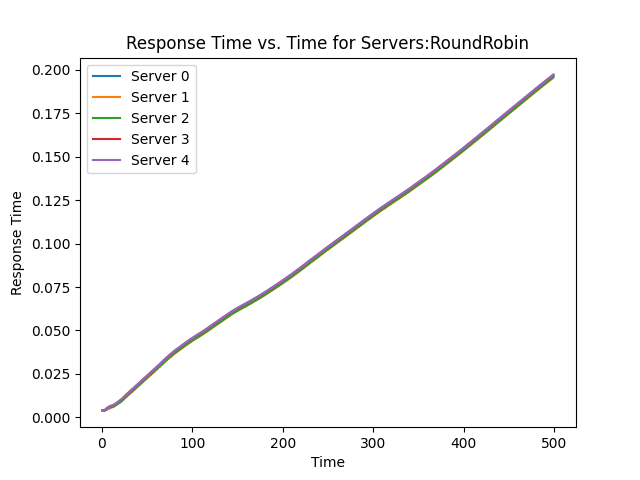 Response Time vs. Time for Servers:RoundRobin
Server 0
Server 1
Server 2
Server 3
Server 4
0.200
0.175
0.150
0.125
0.100
0.075
0.050
0.025
0.000
Response Time
0
100
200
300
400
500
Time